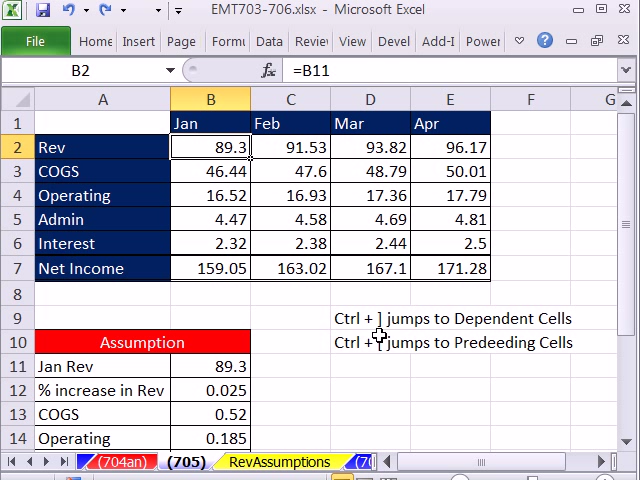 EMT703-706.xlsx - Microsoft Excel
File Home Insert Page Formu Data Revie View Devel Add-I Power
B2 fx =B11
A B C D E F G
1 Jan Feb Mar Apr
2 Rev 89.3 91.53 93.82 96.17
3 COGS 46.44 47.6 48.79 50.01
4 Operating 16.52 16.93 17.36 17.79
5 Admin 4.47 4.58 4.69 4.81
6 Interest 2.32 2.38 2.44 2.5
7 Net Income 159.05 163.02 167.1 171.28
8
9 Ctrl + ] jumps to Dependent Cells
10 Assumption Ctrl + [ jumps to Predeeding Cells
11 Jan Rev 89.3
12 % increase in Rev 0.025
13 COGS 0.52
14 Operating 0.185
(704an) (705) RevAssumptions (70